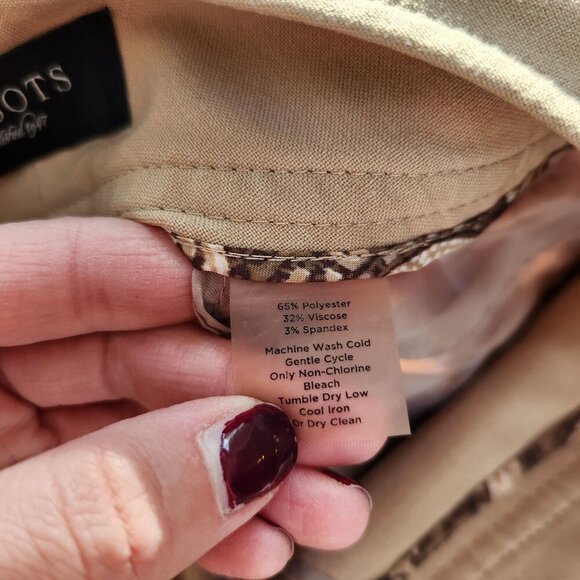 BOTS
65% Polyester
32% Viscose
3% Spandex
Machine Wash Cold
Gentle Cycle
Only Non-Chlorine
Bleach
Tumble Dry Low
Cool Iron
Or Dry Clean